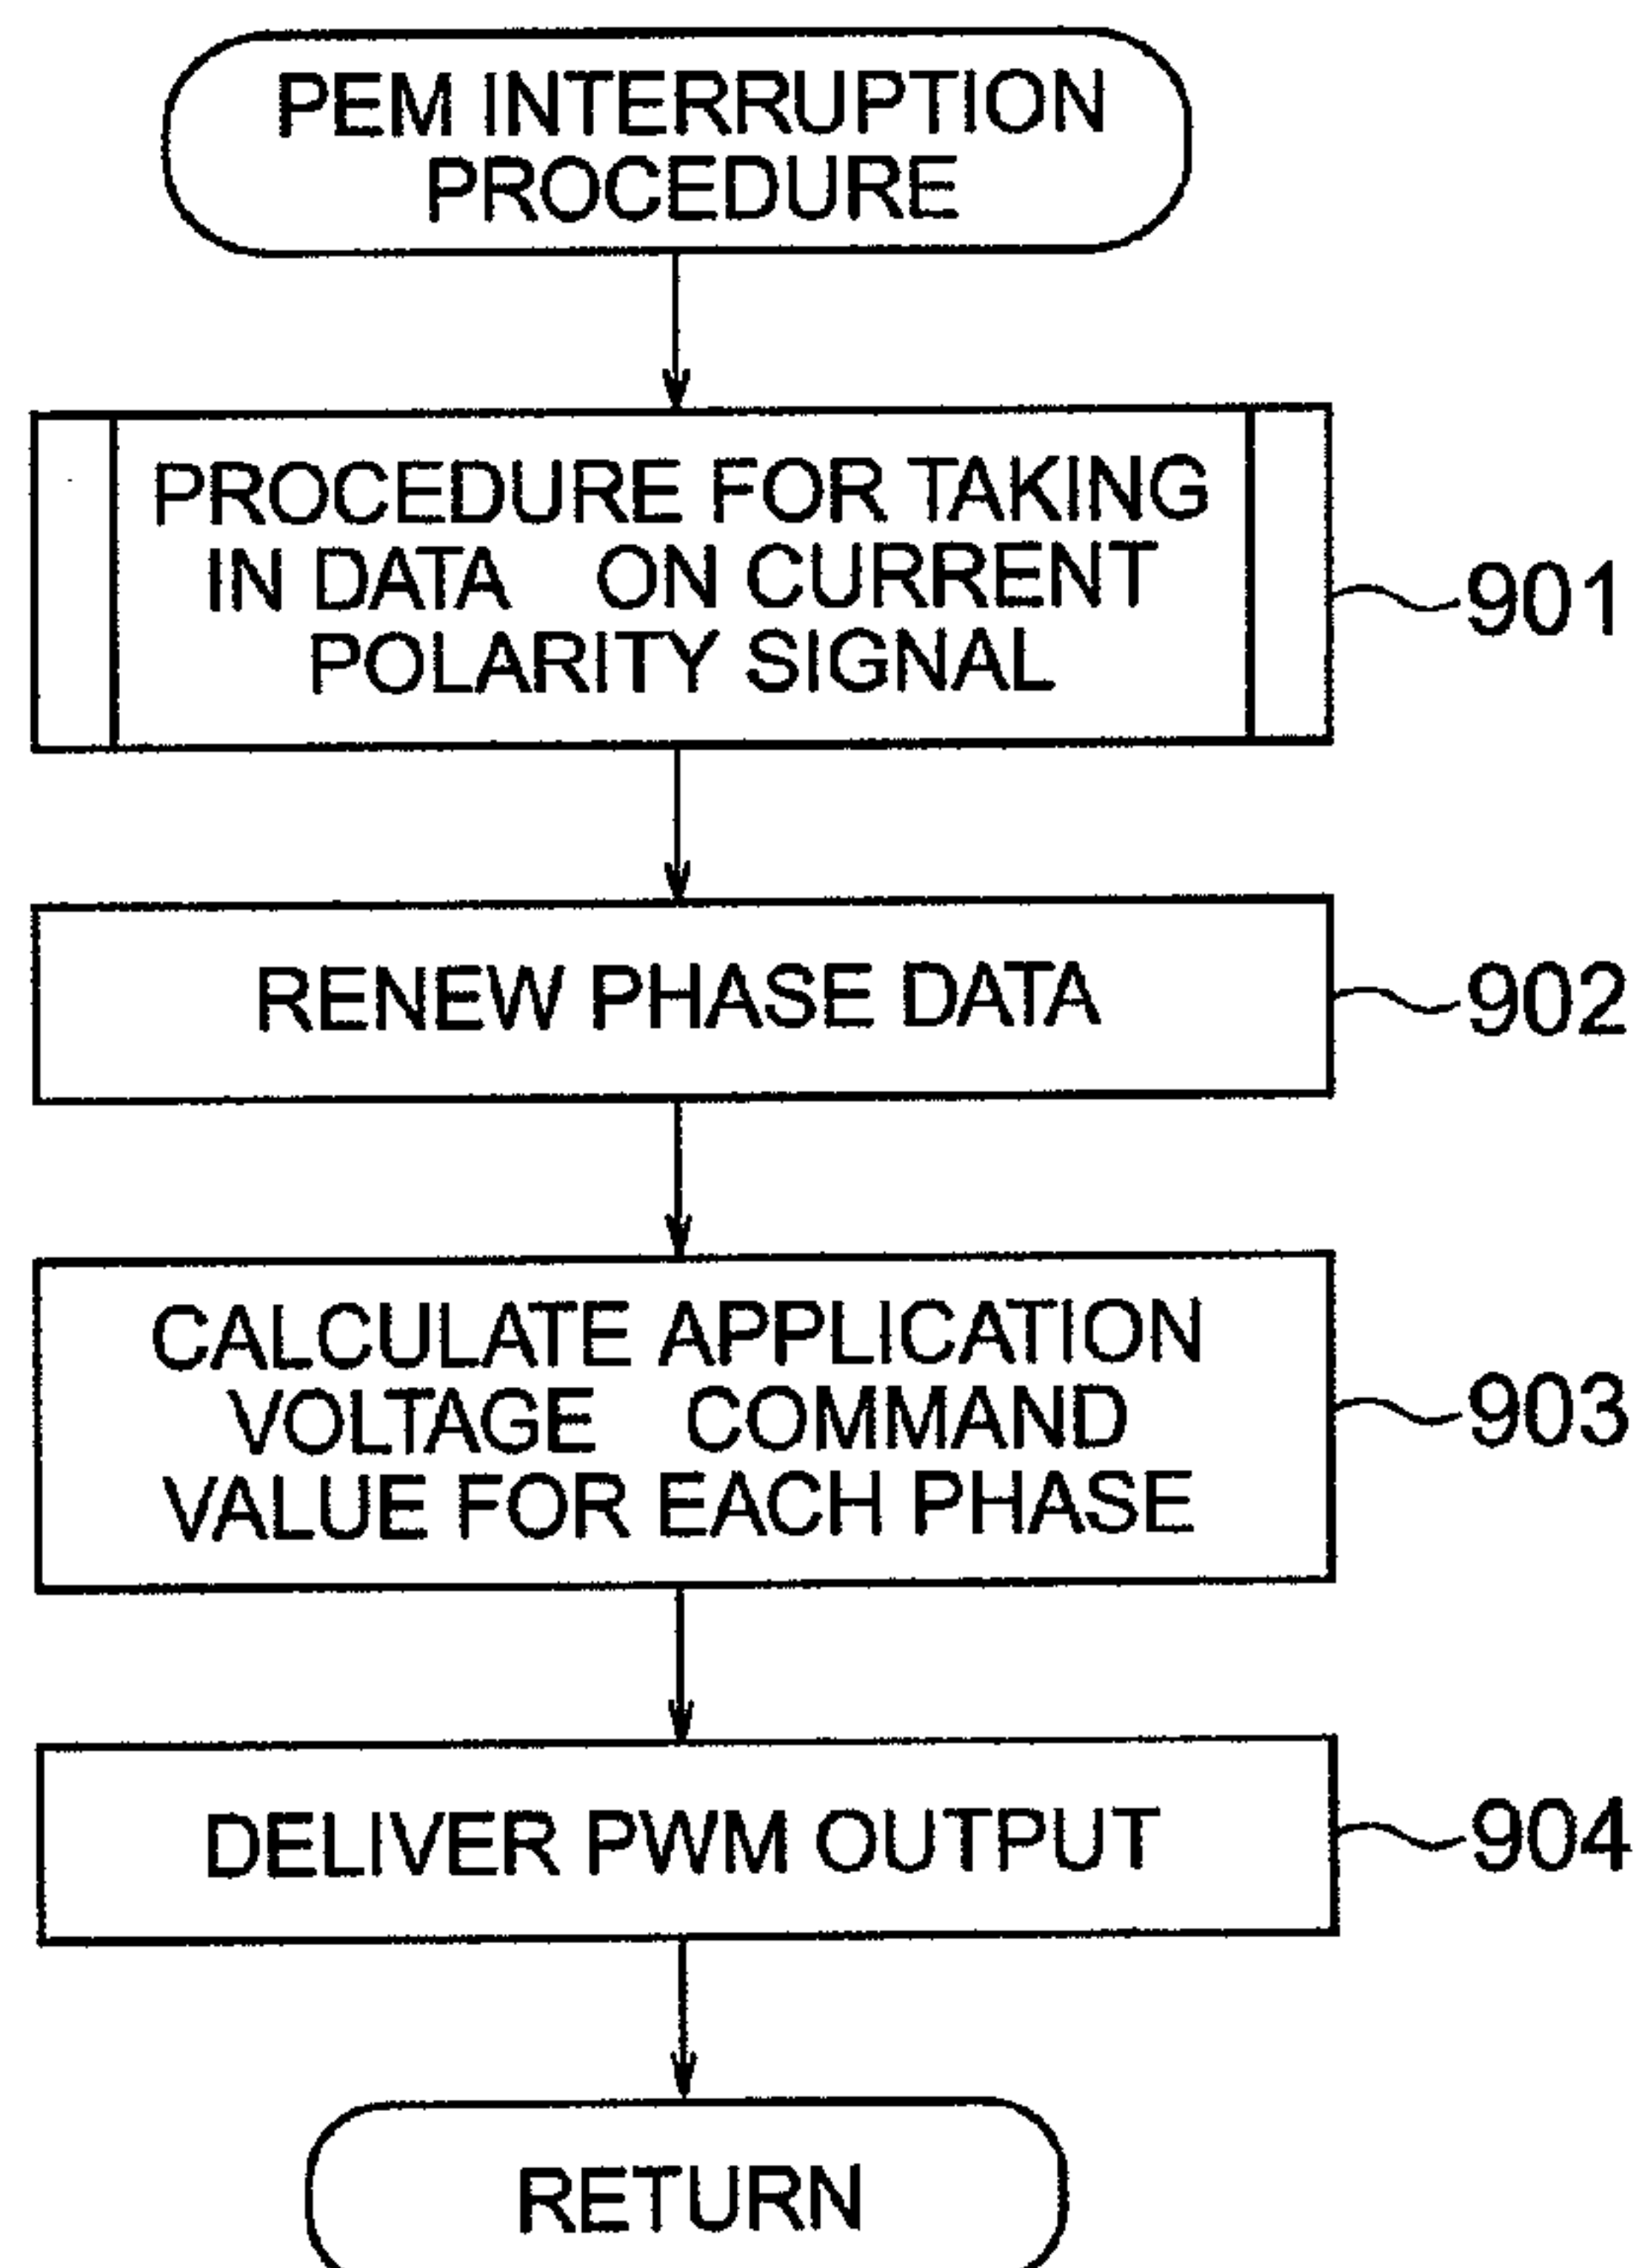 PEM INTERRUPTION
PROCEDURE
PROCEDURE FOR TAKING
IN DATA ON CURRENT
POLARITY SIGNAL
901
RENEW PHASE DATA
902
CALCULATE APPLICATION
VOLTAGE COMMAND
VALUE FOR EACH PHASE
903
DELIVER PWM OUTPUT
904
RETURN